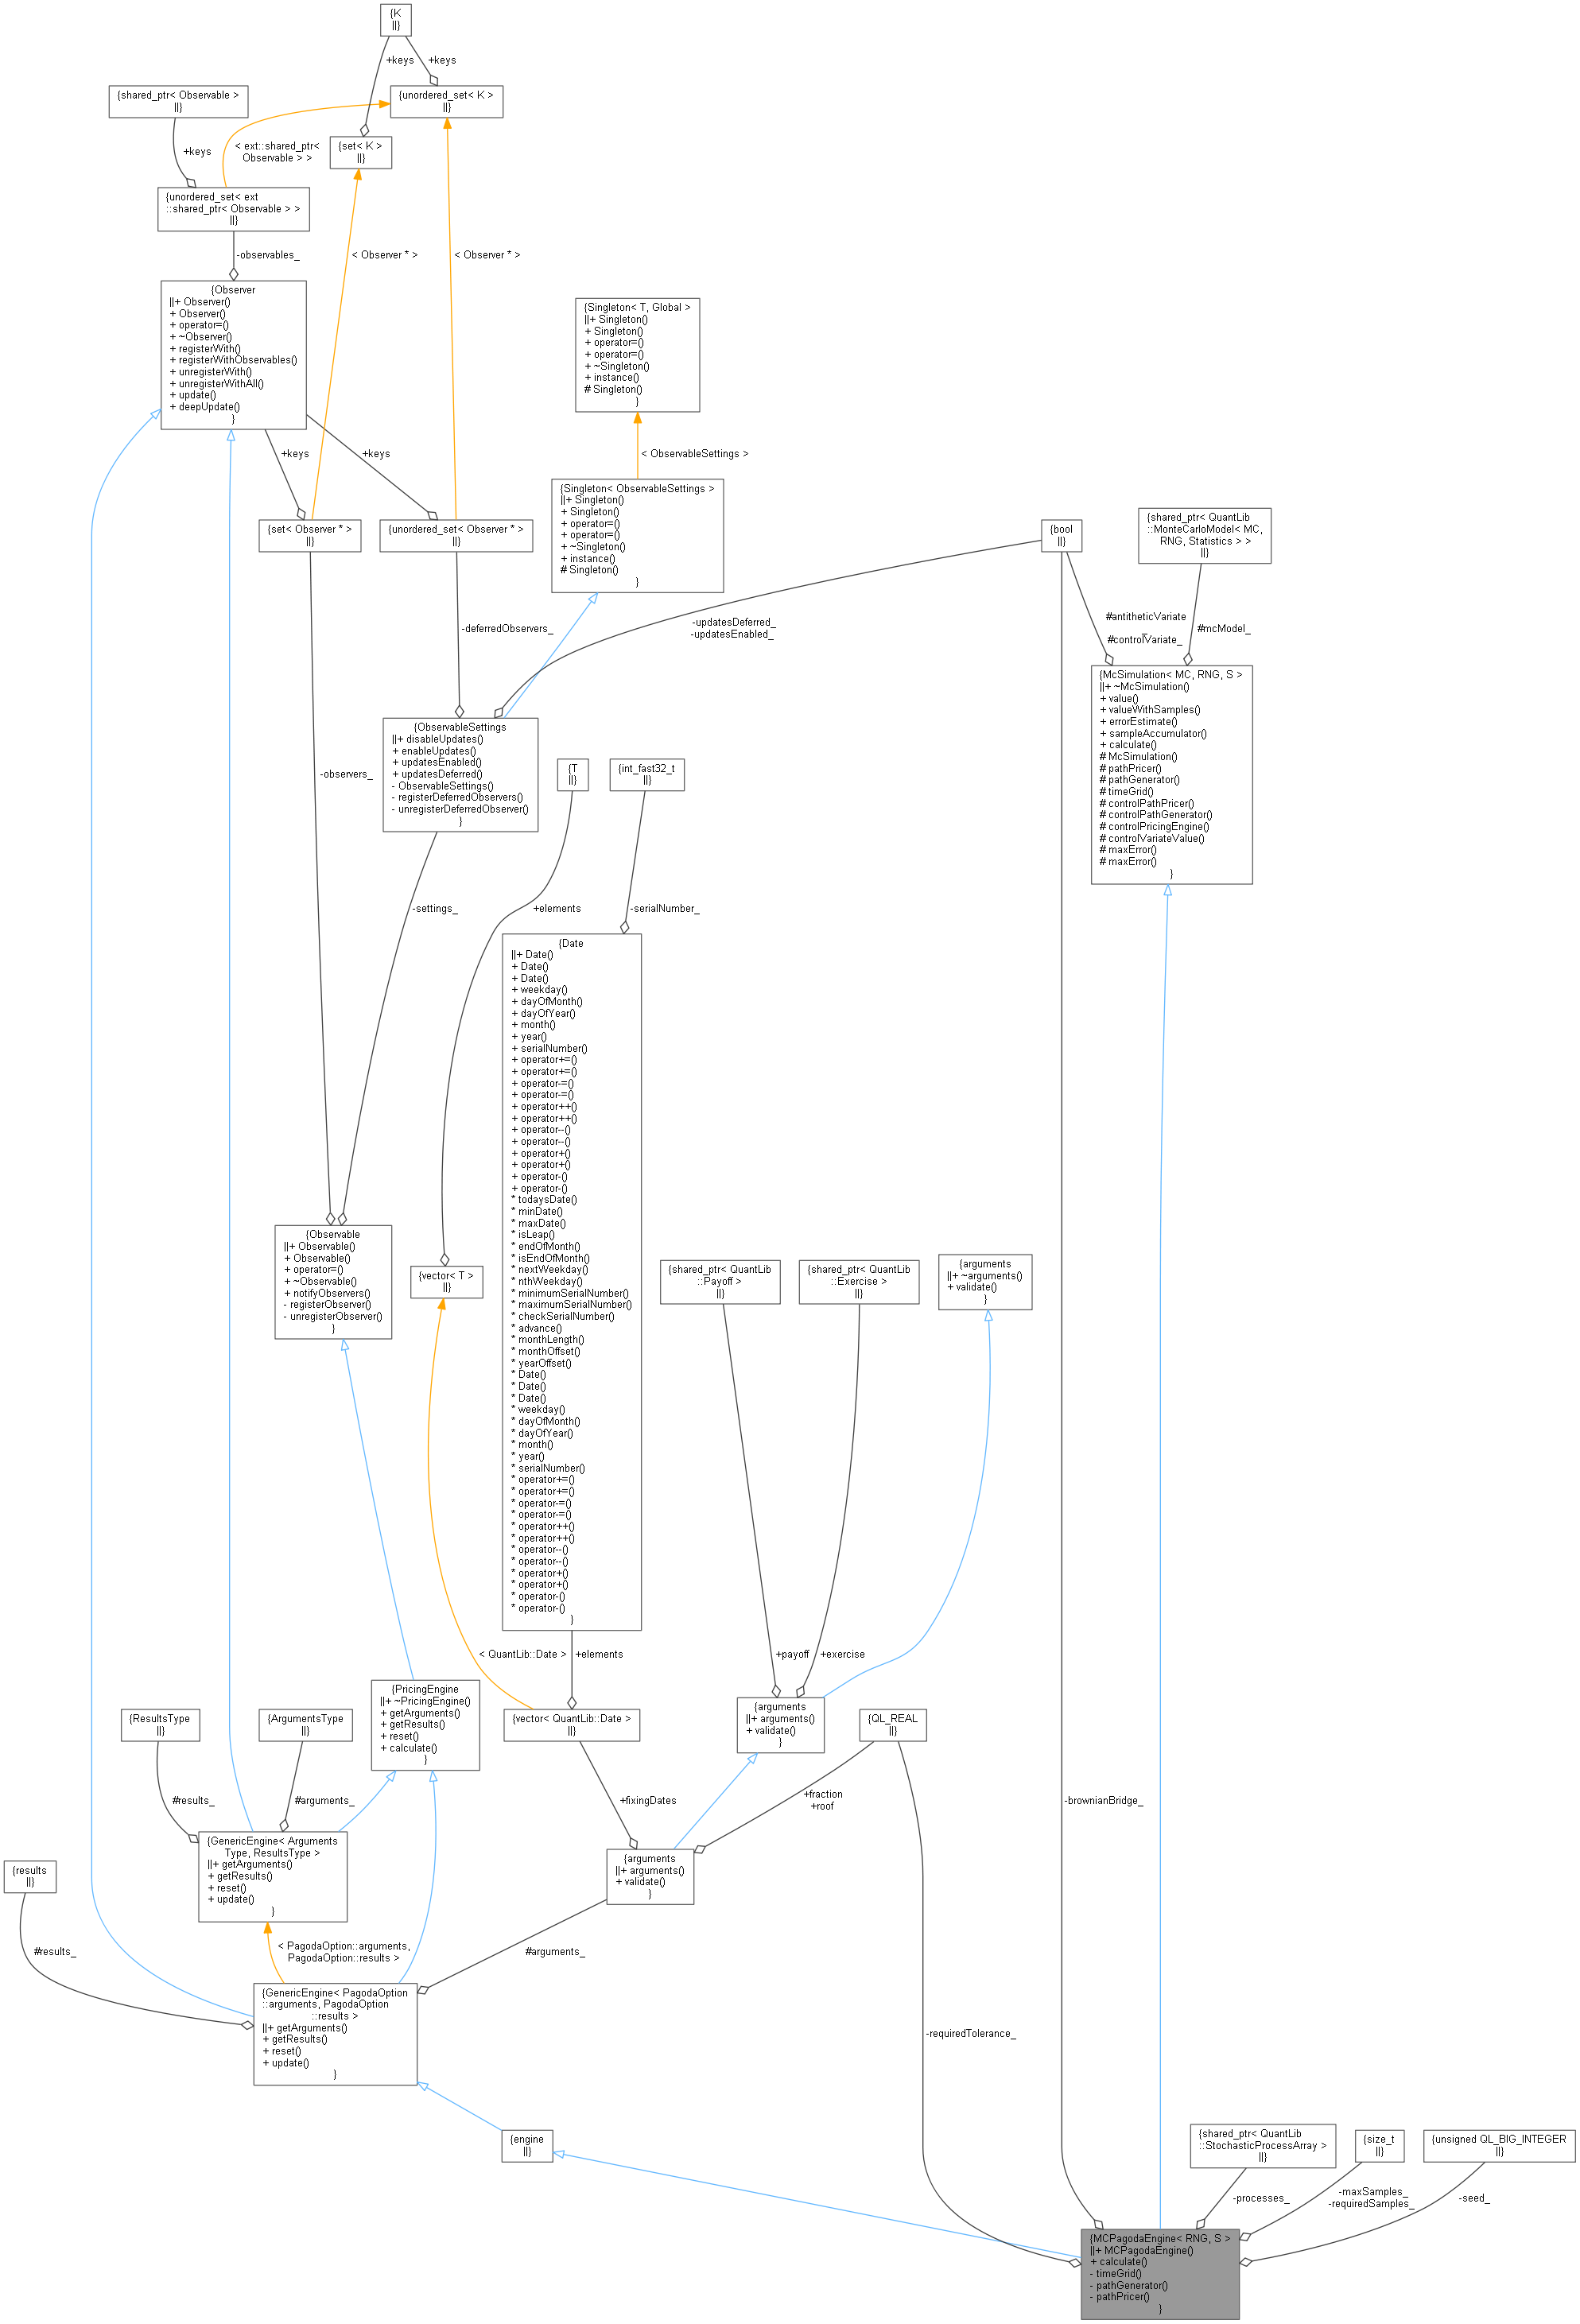 {K
||}
+keys
+keys
{shared_ptr< Observable >
||}
{unordered_set< K >
||}
+keys
< ext::shared_ptr<
Observable > >
{set< K >
||}
{unordered_set< ext
::shared_ptr< Observable > >
||}
-observables_
< Observer * >
< Observer * >
{Observer
||+ Observer()
+ Observer()
+ operator=()
+ ~Observer()
+ registerWith()
+ registerWithObservables()
+ unregisterWith()
+ unregisterWithAll()
+ update()
+ deepUpdate()
}
{Singleton< T, Global >
||+ Singleton()
+ Singleton()
+ operator=()
+ operator=()
+ ~Singleton()
+ instance()
# Singleton()
}
+keys
+keys
< ObservableSettings >
{Singleton< ObservableSettings >
||+ Singleton()
+ Singleton()
+ operator=()
+ operator=()
+ ~Singleton()
+ instance()
# Singleton()
}
{set< Observer * >
||}
{unordered_set< Observer * >
||}
{bool
||}
{shared_ptr< QuantLib
::MonteCarloModel< MC,
RNG, Statistics > >
||}
-deferredObservers_
-updatesDeferred_
-updatesEnabled_
#antitheticVariate
_
#controlVariate_
#mcModel_
{McSimulation< MC, RNG, S >
||+ ~McSimulation()
+ value()
+ valueWithSamples()
+ errorEstimate()
+ sampleAccumulator()
+ calculate()
# McSimulation()
# pathPricer()
# pathGenerator()
# timeGrid()
# controlPathPricer()
# controlPathGenerator()
# controlPricingEngine()
# controlVariateValue()
# maxError()
# maxError()
}
{ObservableSettings
||+ disableUpdates()
+ enableUpdates()
+ updatesEnabled()
+ updatesDeferred()
- ObservableSettings()
- registerDeferredObservers()
- unregisterDeferredObserver()
}
-observers_
{T
||}
{int_fast32_t
||}
-settings_
+elements
-serialNumber_
{Date
||+ Date()
+ Date()
+ Date()
+ weekday()
+ dayOfMonth()
+ dayOfYear()
+ month()
+ year()
+ serialNumber()
+ operator+=()
+ operator+=()
+ operator-=()
+ operator-=()
+ operator++()
+ operator++()
+ operator--()
+ operator--()
+ operator+()
+ operator+()
+ operator-()
+ operator-()
* todaysDate()
* minDate()
* maxDate()
* isLeap()
* endOfMonth()
* isEndOfMonth()
* nextWeekday()
* nthWeekday()
* minimumSerialNumber()
* maximumSerialNumber()
* checkSerialNumber()
* advance()
* monthLength()
* monthOffset()
* yearOffset()
* Date()
* Date()
* Date()
* weekday()
* dayOfMonth()
* dayOfYear()
* month()
* year()
* serialNumber()
* operator+=()
* operator+=()
* operator-=()
* operator-=()
* operator++()
* operator++()
* operator--()
* operator--()
* operator+()
* operator+()
* operator-()
* operator-()
}
{Observable
||+ Observable()
+ Observable()
+ operator=()
+ ~Observable()
+ notifyObservers()
- registerObserver()
- unregisterObserver()
}
{vector< T >
||}
{shared_ptr< QuantLib
::Payoff >
||}
{shared_ptr< QuantLib
::Exercise >
||}
{arguments
||+ ~arguments()
+ validate()
}
< QuantLib::Date >
+elements
+payoff
+exercise
{PricingEngine
||+ ~PricingEngine()
+ getArguments()
+ getResults()
+ reset()
+ calculate()
}
{ResultsType
||}
{ArgumentsType
||}
{vector< QuantLib::Date >
||}
{arguments
||+ arguments()
+ validate()
}
{QL_REAL
||}
#results_
#arguments_
+fixingDates
+fraction
+roof
-brownianBridge_
{GenericEngine< Arguments
Type, ResultsType >
||+ getArguments()
+ getResults()
+ reset()
+ update()
}
{results
||}
{arguments
||+ arguments()
+ validate()
}
#results_
< PagodaOption::arguments,
PagodaOption::results >
#arguments_
{GenericEngine< PagodaOption
::arguments, PagodaOption
::results >
||+ getArguments()
+ getResults()
+ reset()
+ update()
}
-requiredTolerance_
{engine
||}
{shared_ptr< QuantLib
::StochasticProcessArray >
||}
{size_t
||}
{unsigned QL_BIG_INTEGER
||}
-processes_
-maxSamples_
-requiredSamples_
-seed_
{MCPagodaEngine< RNG, S >
||+ MCPagodaEngine()
+ calculate()
- timeGrid()
- pathGenerator()
- pathPricer()
}